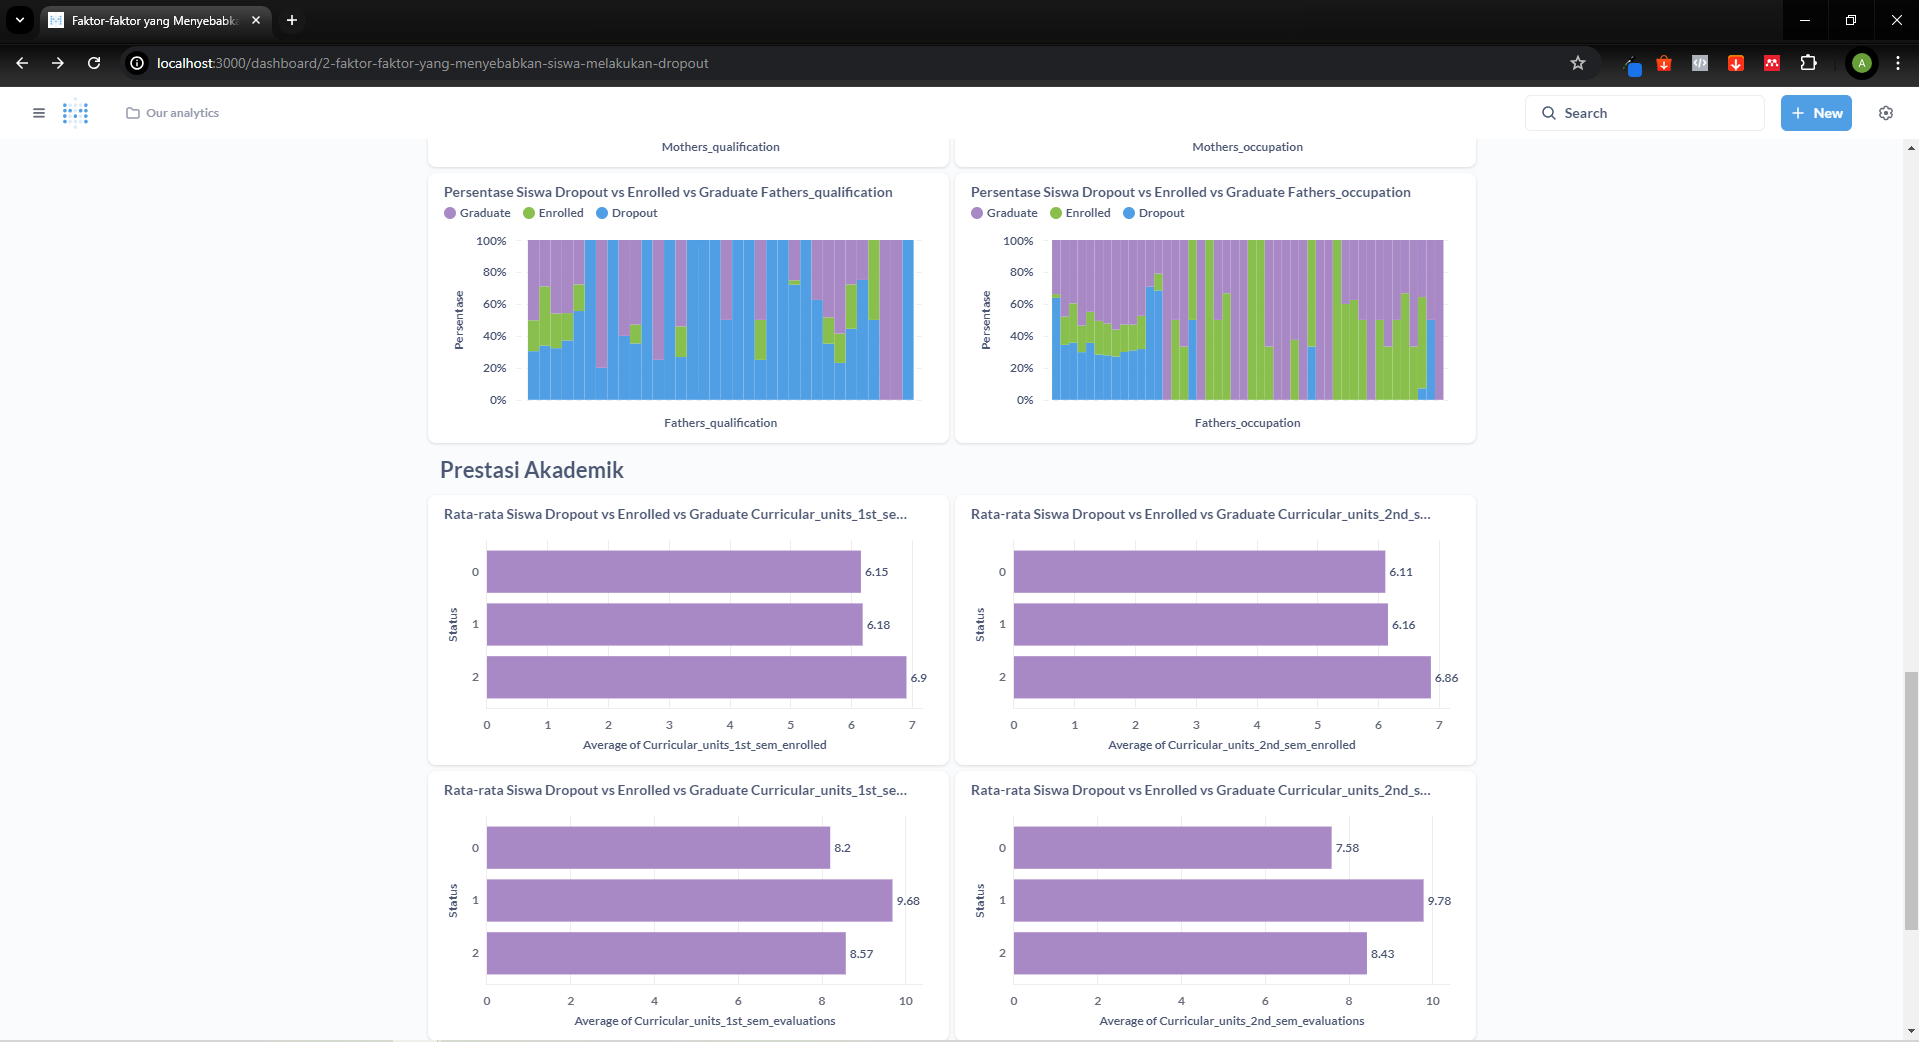 Faktor-faktor yang Menyebabka
localhost:3000/dashboard/2-faktor-faktor-yang-menyebabkan-siswa-melakukan-dropout
A
Our analytics
Search
New
Mothers_qualification
Mothers_occupation
Persentase Siswa Dropout vs Enrolled vs Graduate Fathers_qualification
Graduate Enrolled Dropout
100%
80%
60%
40%
20%
0%
Persentase
Fathers_qualification
Persentase Siswa Dropout vs Enrolled vs Graduate Fathers_occupation
Graduate Enrolled Dropout
100%
80%
60%
40%
20%
0%
Persentase
Fathers_occupation
Prestasi Akademik
Rata-rata Siswa Dropout vs Enrolled vs Graduate Curricular_units_1st_se...
Status
0 6.15
1 6.18
2 6.9
0 1 2 3 4 5 6 7
Average of Curricular_units_1st_sem_enrolled
Rata-rata Siswa Dropout vs Enrolled vs Graduate Curricular_units_2nd_s...
Status
0 6.11
1 6.16
2 6.86
0 1 2 3 4 5 6 7
Average of Curricular_units_2nd_sem_enrolled
Rata-rata Siswa Dropout vs Enrolled vs Graduate Curricular_units_1st_se...
Status
0 8.2
1 9.68
2 8.57
0 2 4 6 8 10
Average of Curricular_units_1st_sem_evaluations
Rata-rata Siswa Dropout vs Enrolled vs Graduate Curricular_units_2nd_s...
Status
0 7.58
1 9.78
2 8.43
0 2 4 6 8 10
Average of Curricular_units_2nd_sem_evaluations